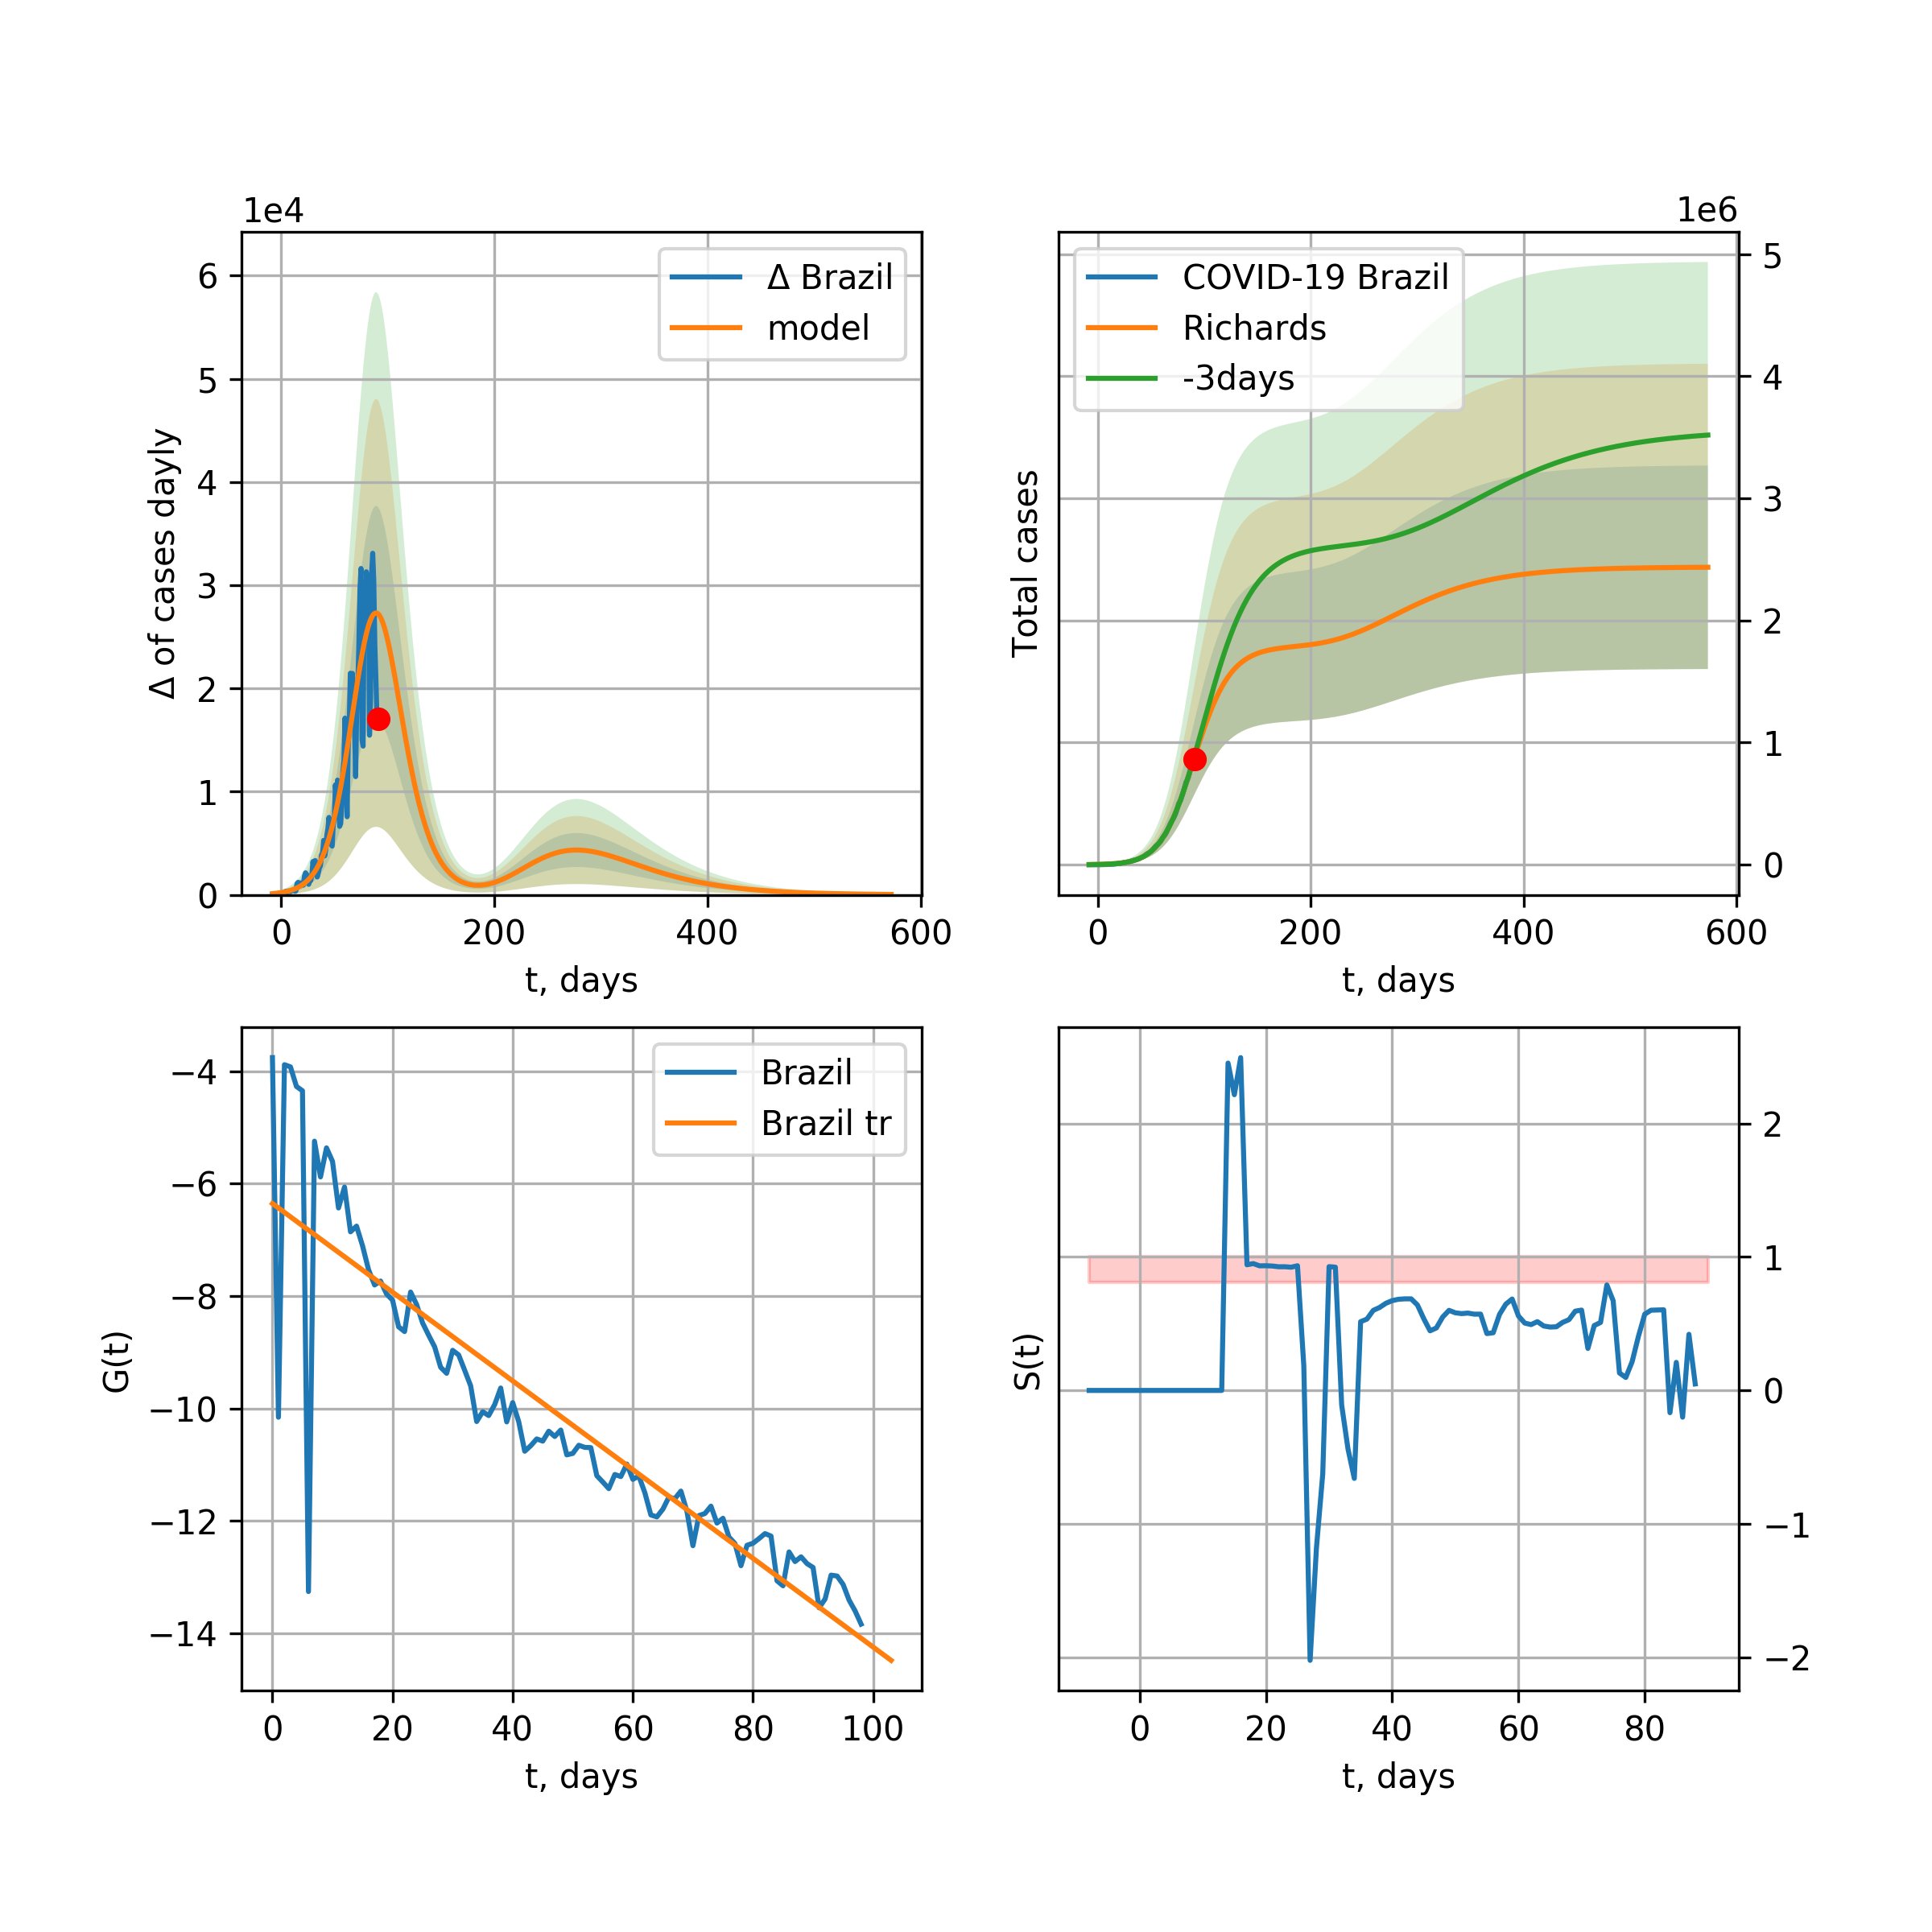 1e4
Δ Brazil
model
6
5
4
3
2
1
0
Δ of cases dayly
0 200 400 600
t, days
1e6
COVID-19 Brazil
Richards
-3days
5
4
3
2
1
0
Total cases
0 200 400 600
t, days
Brazil
Brazil tr
−4
−6
−8
−10
−12
−14
G(t)
0 20 40 60 80 100
t, days
2
1
0
−1
−2
S(t)
0 20 40 60 80
t, days